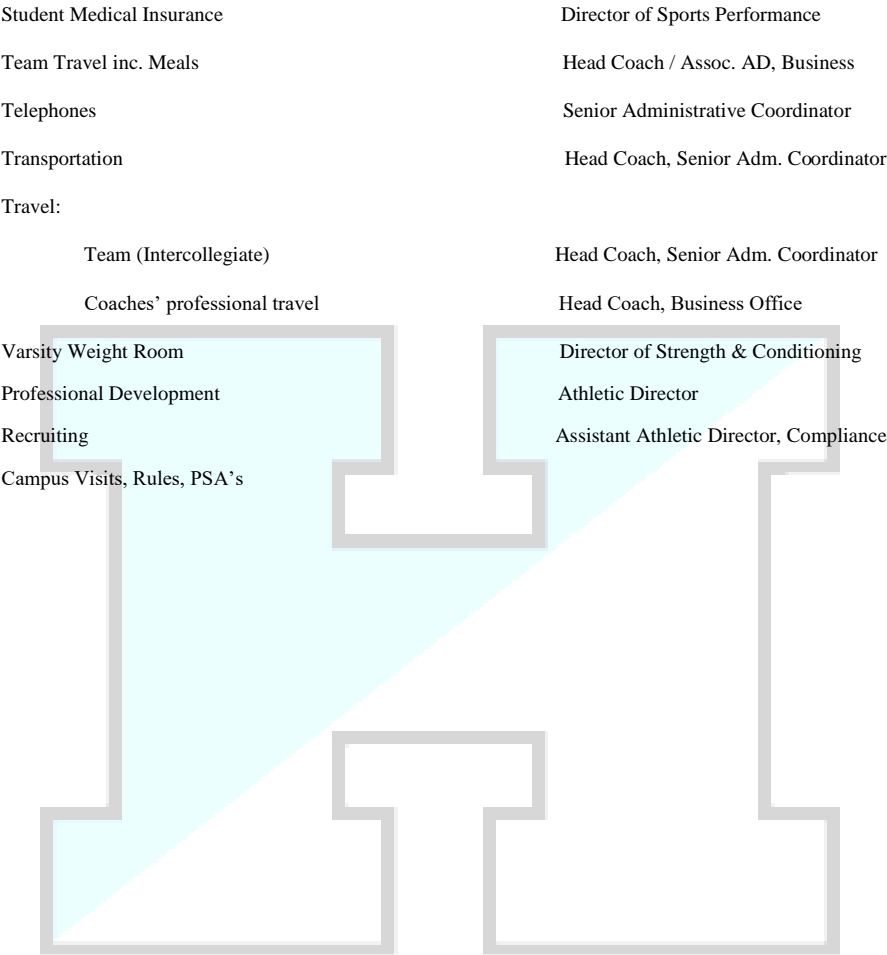 Student Medical Insurance Director of Sports Performance
Team Travel inc. Meals Head Coach / Assoc. AD, Business
Telephones Senior Administrative Coordinator
Transportation Head Coach, Senior Adm. Coordinator
Travel:
Team (Intercollegiate) Head Coach, Senior Adm. Coordinator
Coaches’ professional travel Head Coach, Business Office
Varsity Weight Room Director of Strength & Conditioning
Professional Development Athletic Director
Recruiting Assistant Athletic Director, Compliance
Campus Visits, Rules, PSA’s